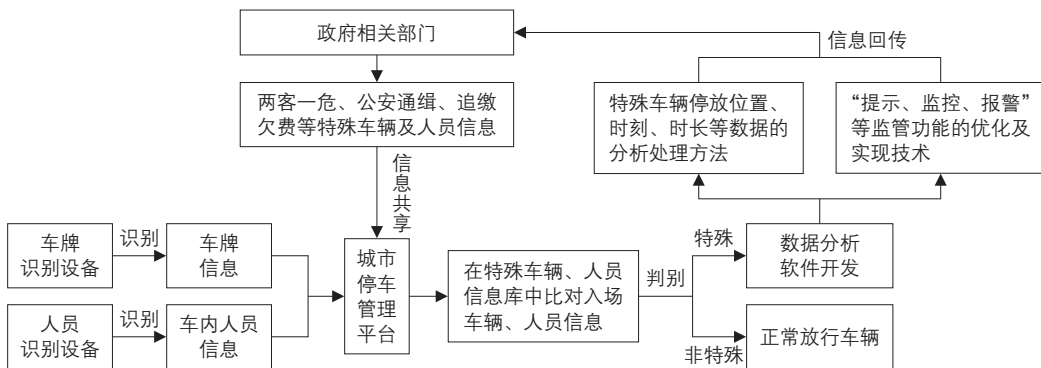 政府相关部门
信息回传
两客一危、公安通缉、追缴
欠费等特殊车辆及人员信息
特殊车辆停放位置、
时刻、时长等数据的
分析处理方法
“提示、监控、报警”
等监管功能的优化及
实现技术
信息共享
车牌
识别设备
识别
车牌
信息
人员
识别设备
识别
车内人员
信息
城市
停车
管理
平台
在特殊车辆、人员
信息库中比对入场
车辆、人员信息
判别
特殊
数据分析
软件开发
非特殊
正常放行车辆